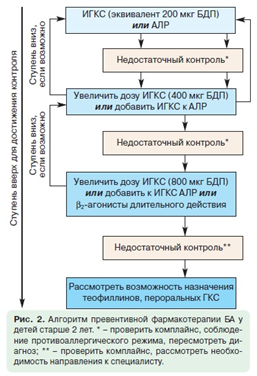 Ступень вверх для достижения контроля
Ступень вниз,
если возможно
ИГКС (эквивалент 200 мкг БДП)
или АЛР
Недостаточный контроль*
Увеличить дозу ИГКС (400 мкг БДП)
или добавить ИГКС к АЛР
Ступень вниз,
если возможно
Недостаточный контроль*
Увеличить дозу ИГКС (800 мкг БДП)
или добавить к ИГКС АЛР или
β₂-агонисты длительного действия
Недостаточный контроль**
Рассмотреть возможность назначения
теофиллинов, пероральных ГКС
Рис. 2. Алгоритм превентивной фармакотерапии БА у
детей старше 2 лет. * – проверить комплайнс, соблюде-
ние противоаллергического режима, пересмотреть ди-
агноз; ** – проверить комплайнс, рассмотреть необхо-
димость направления к специалисту.